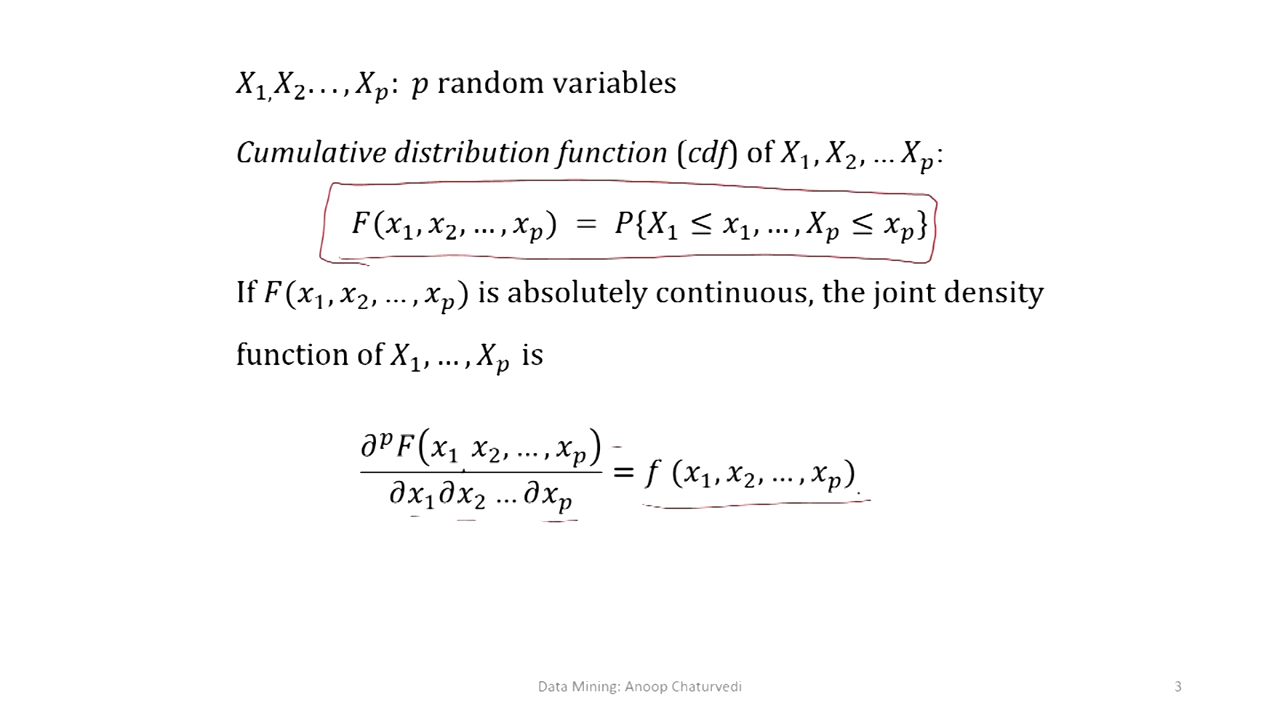 X₁,X₂...,Xₚ: p random variables
Cumulative distribution function (cdf) of X₁, X₂, … Xₚ:
F(x₁, x₂, …, xₚ) = P{X₁ ≤ x₁, …, Xₚ ≤ xₚ}
If F(x₁, x₂, …, xₚ) is absolutely continuous, the joint density
function of X₁, …, Xₚ is
∂ᵖF(x₁ x₂, …, xₚ)
∂x₁∂x₂ … ∂xₚ
= f (x₁, x₂, …, xₚ)
Data Mining: Anoop Chaturvedi
3